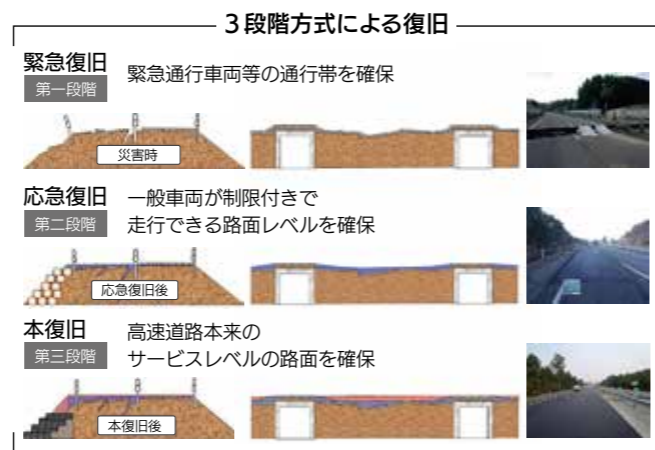 3段階方式による復旧
緊急復旧
第一段階
緊急通行車両等の通行帯を確保
災害時
応急復旧
第二段階
一般車両が制限付きで
走行できる路面レベルを確保
応急復旧後
本復旧
第三段階
高速道路本来の
サービスレベルの路面を確保
本復旧後